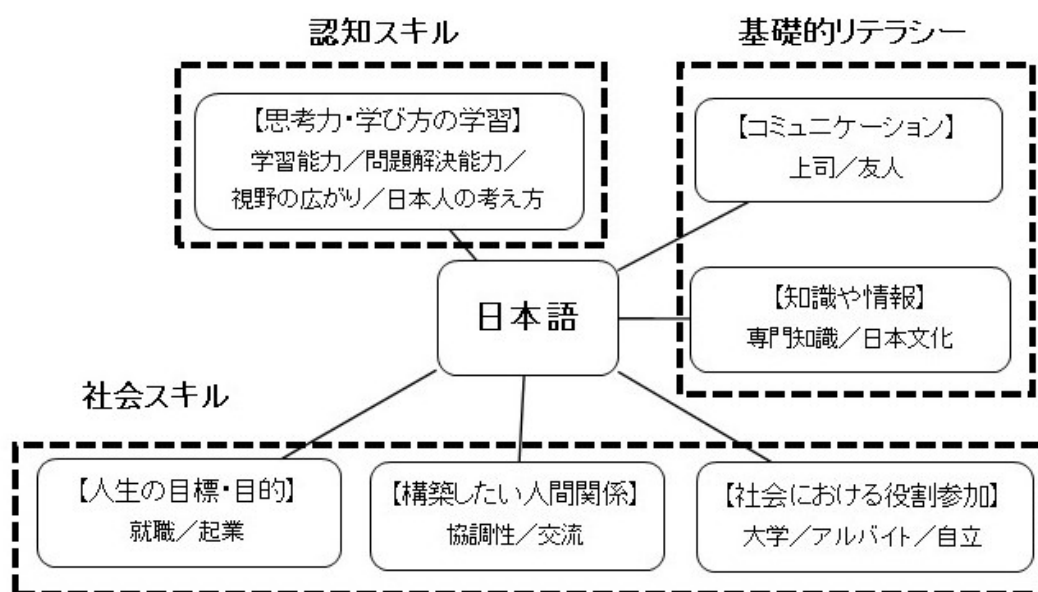 認知スキル
【思考力・学び方の学習】
学習能力／問題解決能力／
視野の広がり／日本人の考え方
基礎的リテラシー
【コミュニケーション】
上司／友人
【知識や情報】
専門知識／日本文化
日本語
社会スキル
【人生の目標・目的】
就職／起業
【構築したい人間関係】
協調性／交流
【社会における役割参加】
大学／アルバイト／自立